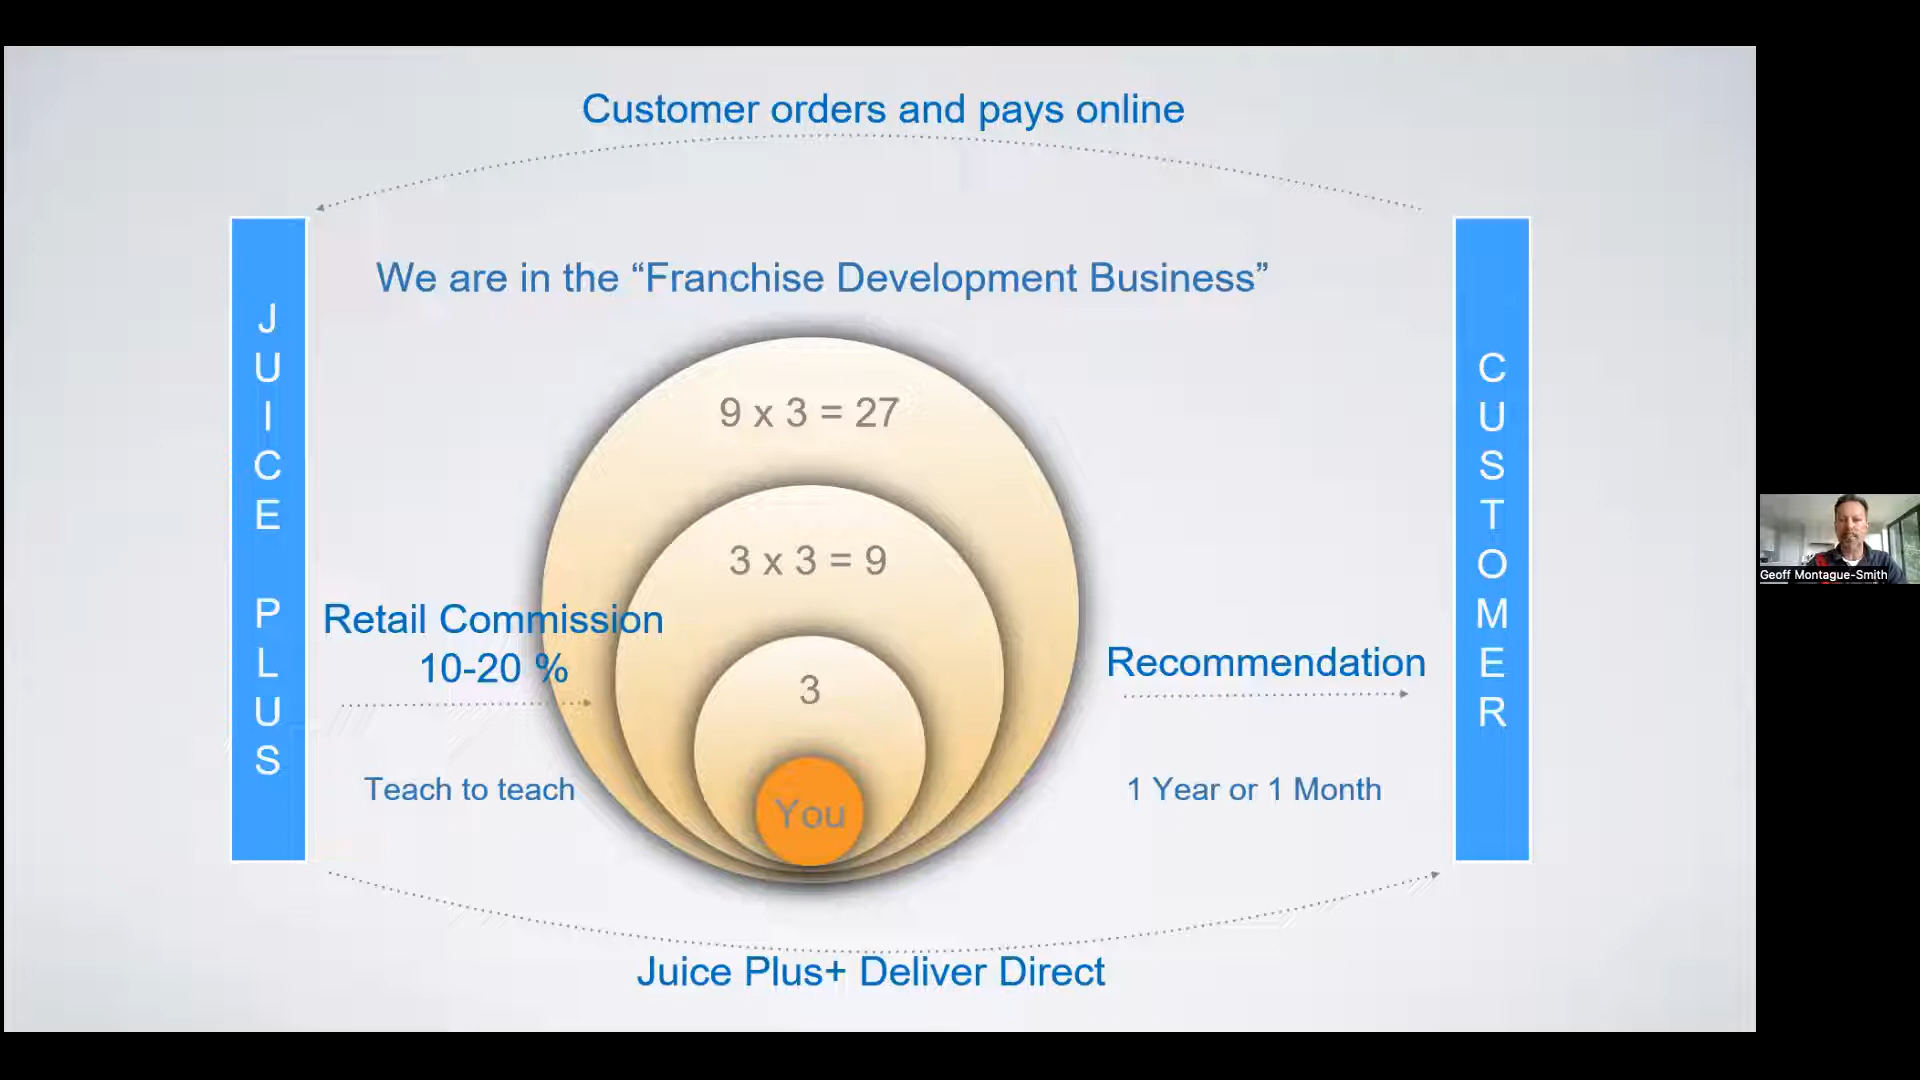 Customer orders and pays online
We are in the “Franchise Development Business”
JUICE PLUS
CUSTOMER
9 x 3 = 27
3 x 3 = 9
Retail Commission
10-20 %
3
Recommendation
Teach to teach
You
1 Year or 1 Month
Juice Plus+ Deliver Direct
Geoff Montague-Smith